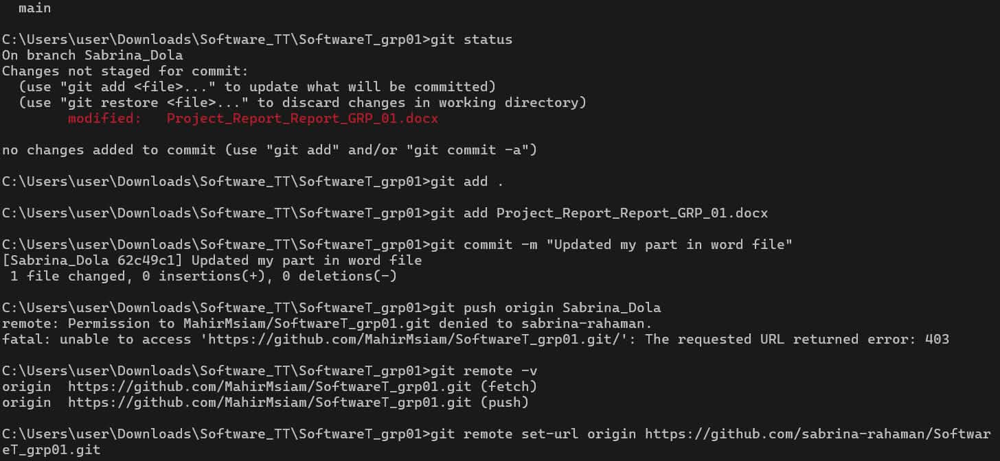 main
C:\Users\user\Downloads\Software_TT\SoftwareT_grp01>git status
On branch Sabrina_Dola
Changes not staged for commit:
(use "git add <file>..." to update what will be committed)
(use "git restore <file>..." to discard changes in working directory)
modified:   Project_Report_Report_GRP_01.docx
no changes added to commit (use "git add" and/or "git commit -a")
C:\Users\user\Downloads\Software_TT\SoftwareT_grp01>git add .
C:\Users\user\Downloads\Software_TT\SoftwareT_grp01>git add Project_Report_Report_GRP_01.docx
C:\Users\user\Downloads\Software_TT\SoftwareT_grp01>git commit -m "Updated my part in word file"
[Sabrina_Dola 62c49c1] Updated my part in word file
1 file changed, 0 insertions(+), 0 deletions(-)
C:\Users\user\Downloads\Software_TT\SoftwareT_grp01>git push origin Sabrina_Dola
remote: Permission to MahirMsiam/SoftwareT_grp01.git denied to sabrina-rahaman.
fatal: unable to access 'https://github.com/MahirMsiam/SoftwareT_grp01.git/': The requested URL returned error: 403
C:\Users\user\Downloads\Software_TT\SoftwareT_grp01>git remote -v
origin  https://github.com/MahirMsiam/SoftwareT_grp01.git (fetch)
origin  https://github.com/MahirMsiam/SoftwareT_grp01.git (push)
C:\Users\user\Downloads\Software_TT\SoftwareT_grp01>git remote set-url origin https://github.com/sabrina-rahaman/Softwar
eT_grp01.git